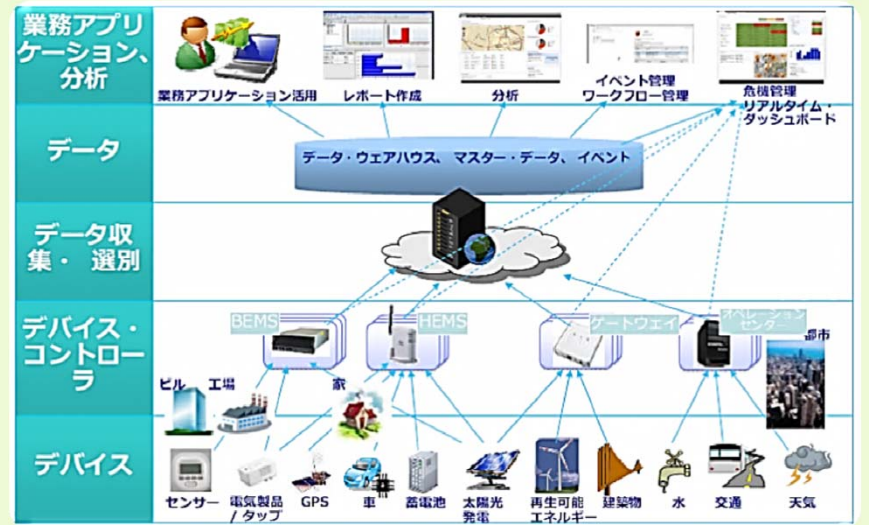 業務アプリ
ケーション、
分析
業務アプリケーション活用
レポート作成
分析
イベント管理
ワークフロー管理
危機管理
リアルタイム・
ダッシュボード
データ
データ・ウェアハウス、マスター・データ、イベント
データ収
集・ 選別
デバイス・
コントロー
ラ
BEMS
HEMS
ゲートウェイ
オペレーション
センター
都市
ビル
工場
家
デバイス
センサー
電気製品
/ タップ
GPS
車
蓄電池
太陽光
発電
再生可能
エネルギー
建築物
水
交通
天気